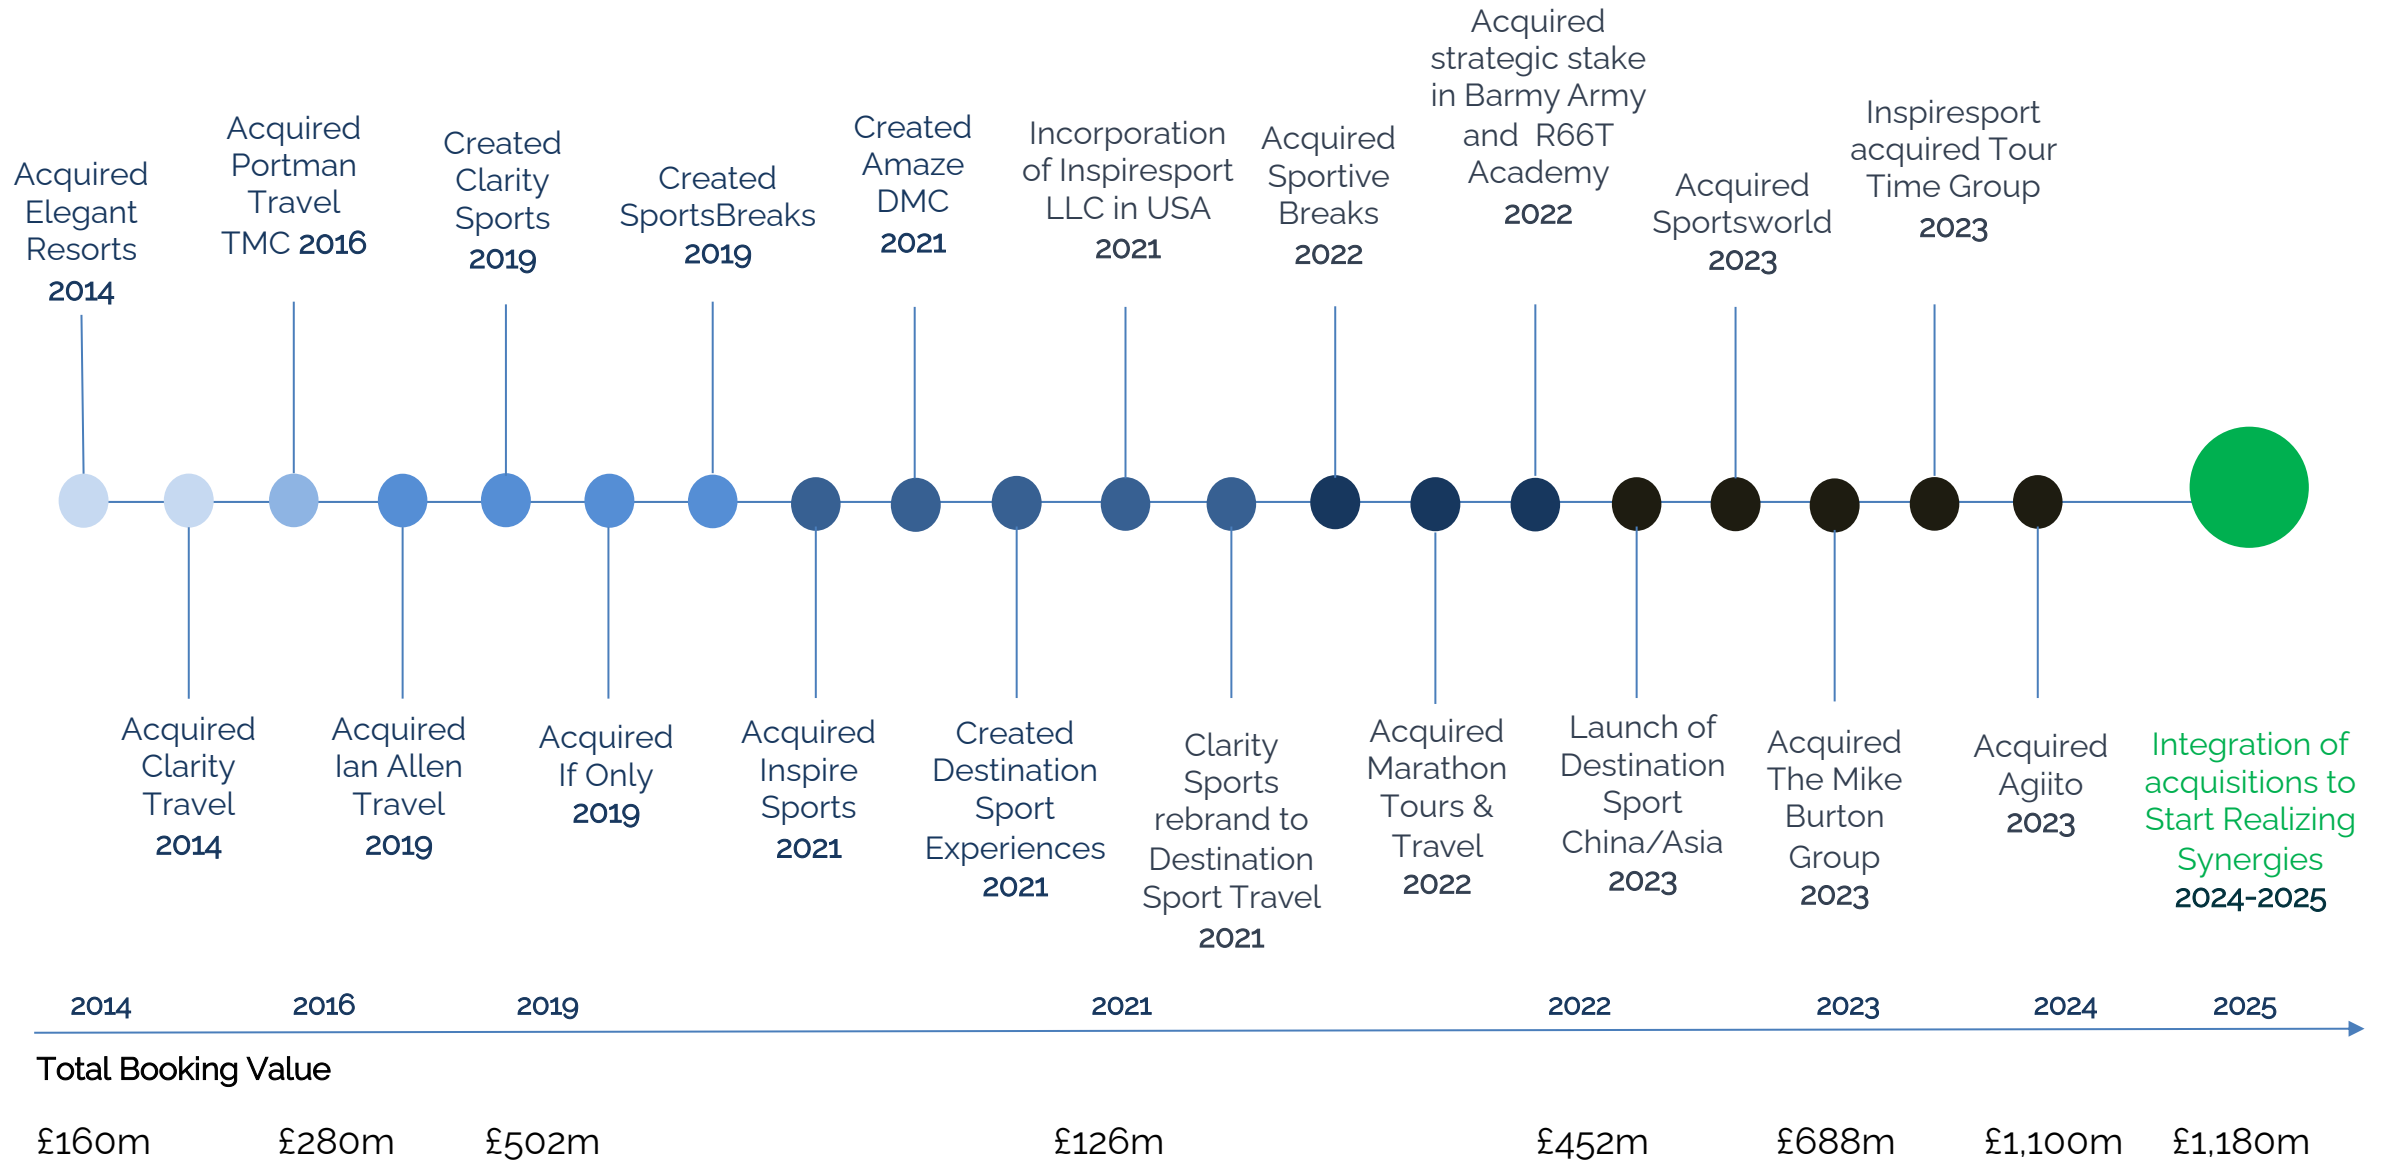 Acquired
Elegant
Resorts
2014
Acquired
Portman
Travel
TMC 2016
Created
Clarity
Sports
2019
Created
SportsBreaks
2019
Created
Amaze
DMC
2021
Incorporation
of Inspiresport
LLC in USA
2021
Acquired
Sportive
Breaks
2022
Acquired
strategic stake
in Barmy Army
and R66T
Academy
2022
Acquired
Sportsworld
2023
Inspiresport
acquired Tour
Time Group
2023
Acquired
Clarity
Travel
2014
Acquired
Ian Allen
Travel
2019
Acquired
If Only
2019
Acquired
Inspire
Sports
2021
Created
Destination
Sport
Experiences
2021
Clarity
Sports
rebrand to
Destination
Sport Travel
2021
Acquired
Marathon
Tours &
Travel
2022
Launch of
Destination
Sport
China/Asia
2023
Acquired
The Mike
Burton
Group
2023
Acquired
Agiito
2023
Integration of
acquisitions to
Start Realizing
Synergies
2024-2025
2014 2016 2019 2021 2022 2023 2024 2025
Total Booking Value
£160m £280m £502m £126m £452m £688m £1,100m £1,180m